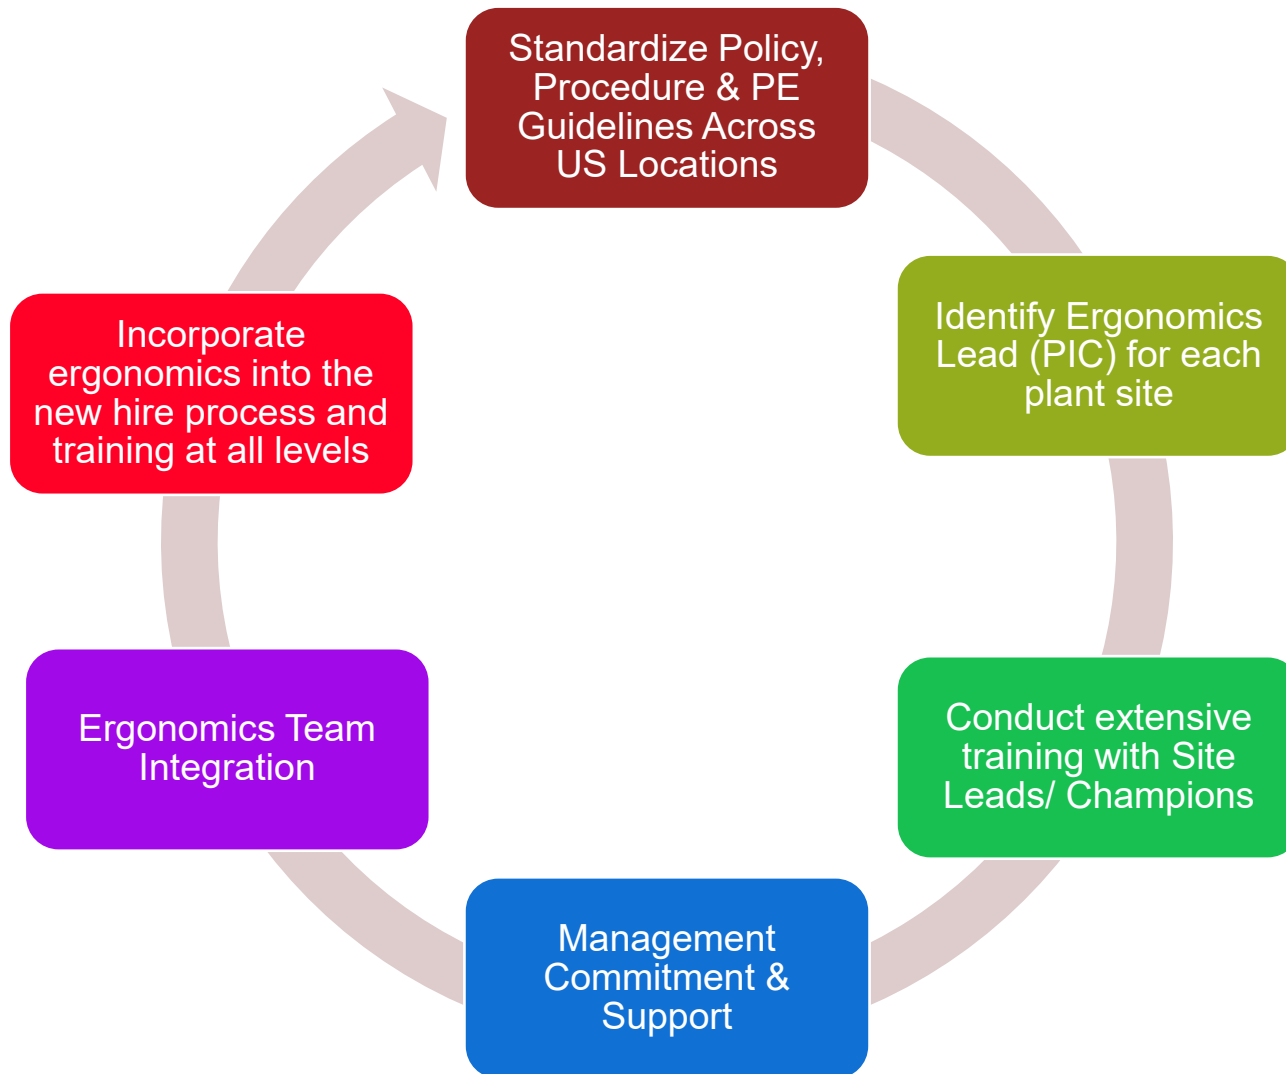 Standardize Policy,
Procedure & PE
Guidelines Across
US Locations
Identify Ergonomics
Lead (PIC) for each
plant site
Conduct extensive
training with Site
Leads/ Champions
Management
Commitment &
Support
Ergonomics Team
Integration
Incorporate
ergonomics into the
new hire process and
training at all levels